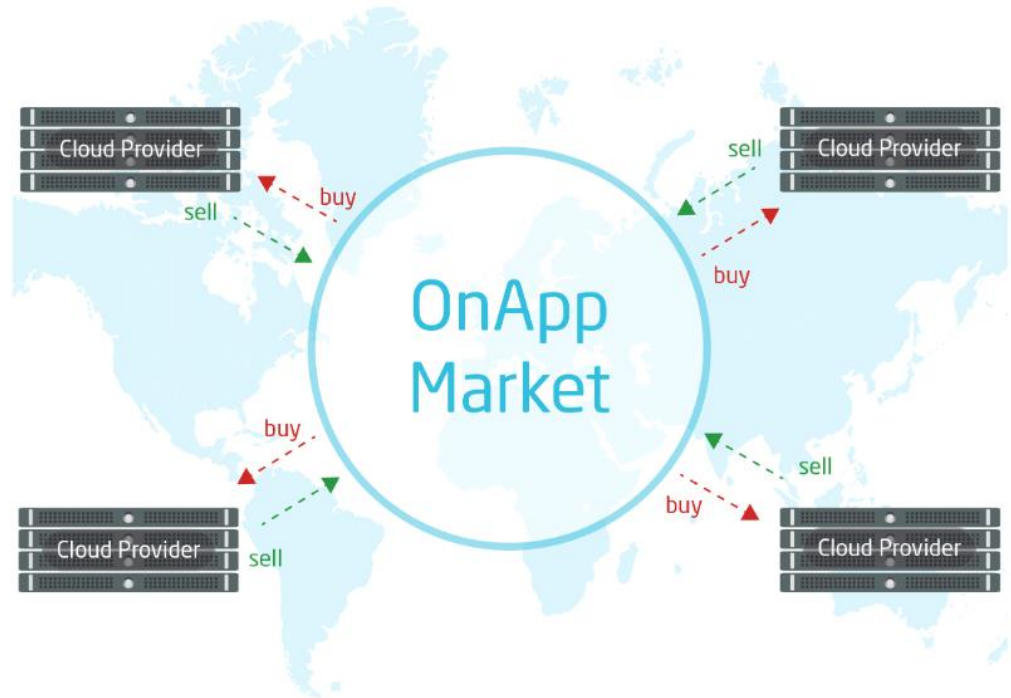 Cloud Provider
Cloud Provider
sell
buy
sell
buy
OnApp
Market
buy
sell
buy
Cloud Provider
Cloud Provider
sell